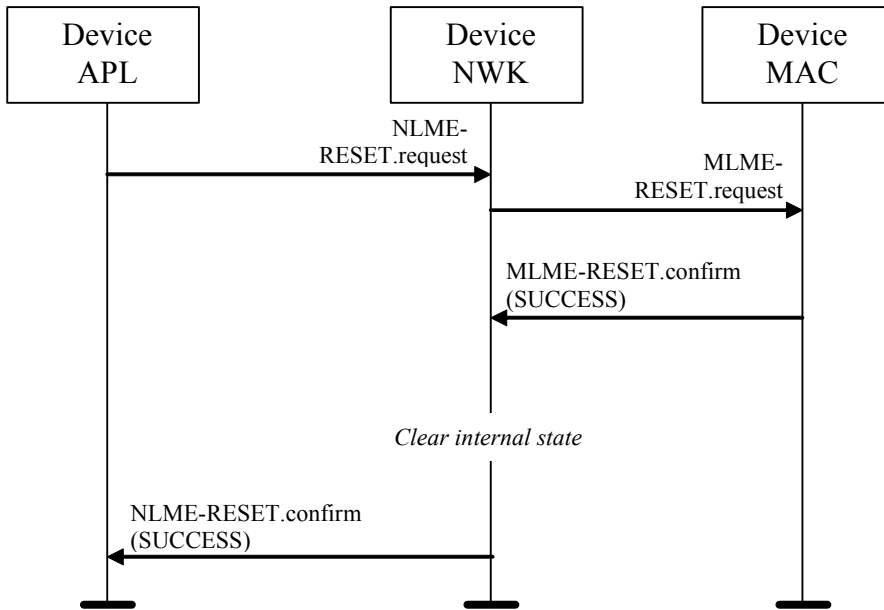 Device
APL
Device
NWK
Device
MAC
NLME-
RESET.request
MLME-
RESET.request
MLME-RESET.confirm
(SUCCESS)
Clear internal state
NLME-RESET.confirm
(SUCCESS)